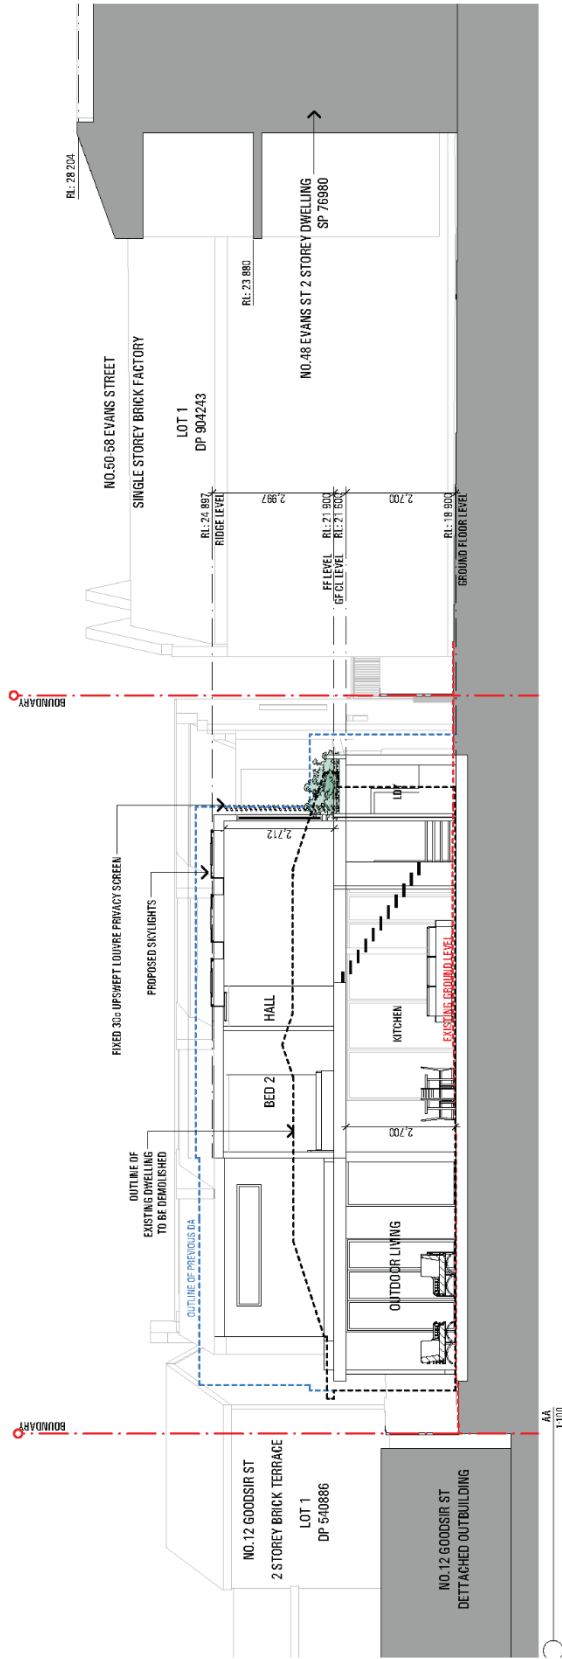 RL: 28 204
NO.48 EVANS ST 2 STOREY DWELLING
SP 76980
RL: 23 880
NO.50-58 EVANS STREET
SINGLE STOREY BRICK FACTORY
LOT 1
DP 904243
RL: 24 897
RIDGE LEVEL
2,997
FF LEVEL
RL: 21 900
GF CL LEVEL
RL: 21 600
2,700
RL: 18 900
GROUND FLOOR LEVEL
BOUNDARY
FIXED 30o UPSWEPT LOUVRE PRIVACY SCREEN
PROPOSED SKYLIGHTS
2,712
LDY
HALL
KITCHEN
EXISTING GROUND LEVEL
BED 2
OUTLINE OF
EXISTING DWELLING
TO BE DEMOLISHED
2,700
OUTLINE OF PREVIOUS DA
OUTDOOR LIVING
BOUNDARY
NO.12 GOODSIR ST
2 STOREY BRICK TERRACE
LOT 1
DP 540886
NO.12 GOODSIR ST
DETTACHED OUTBUILDING
AA
1:100